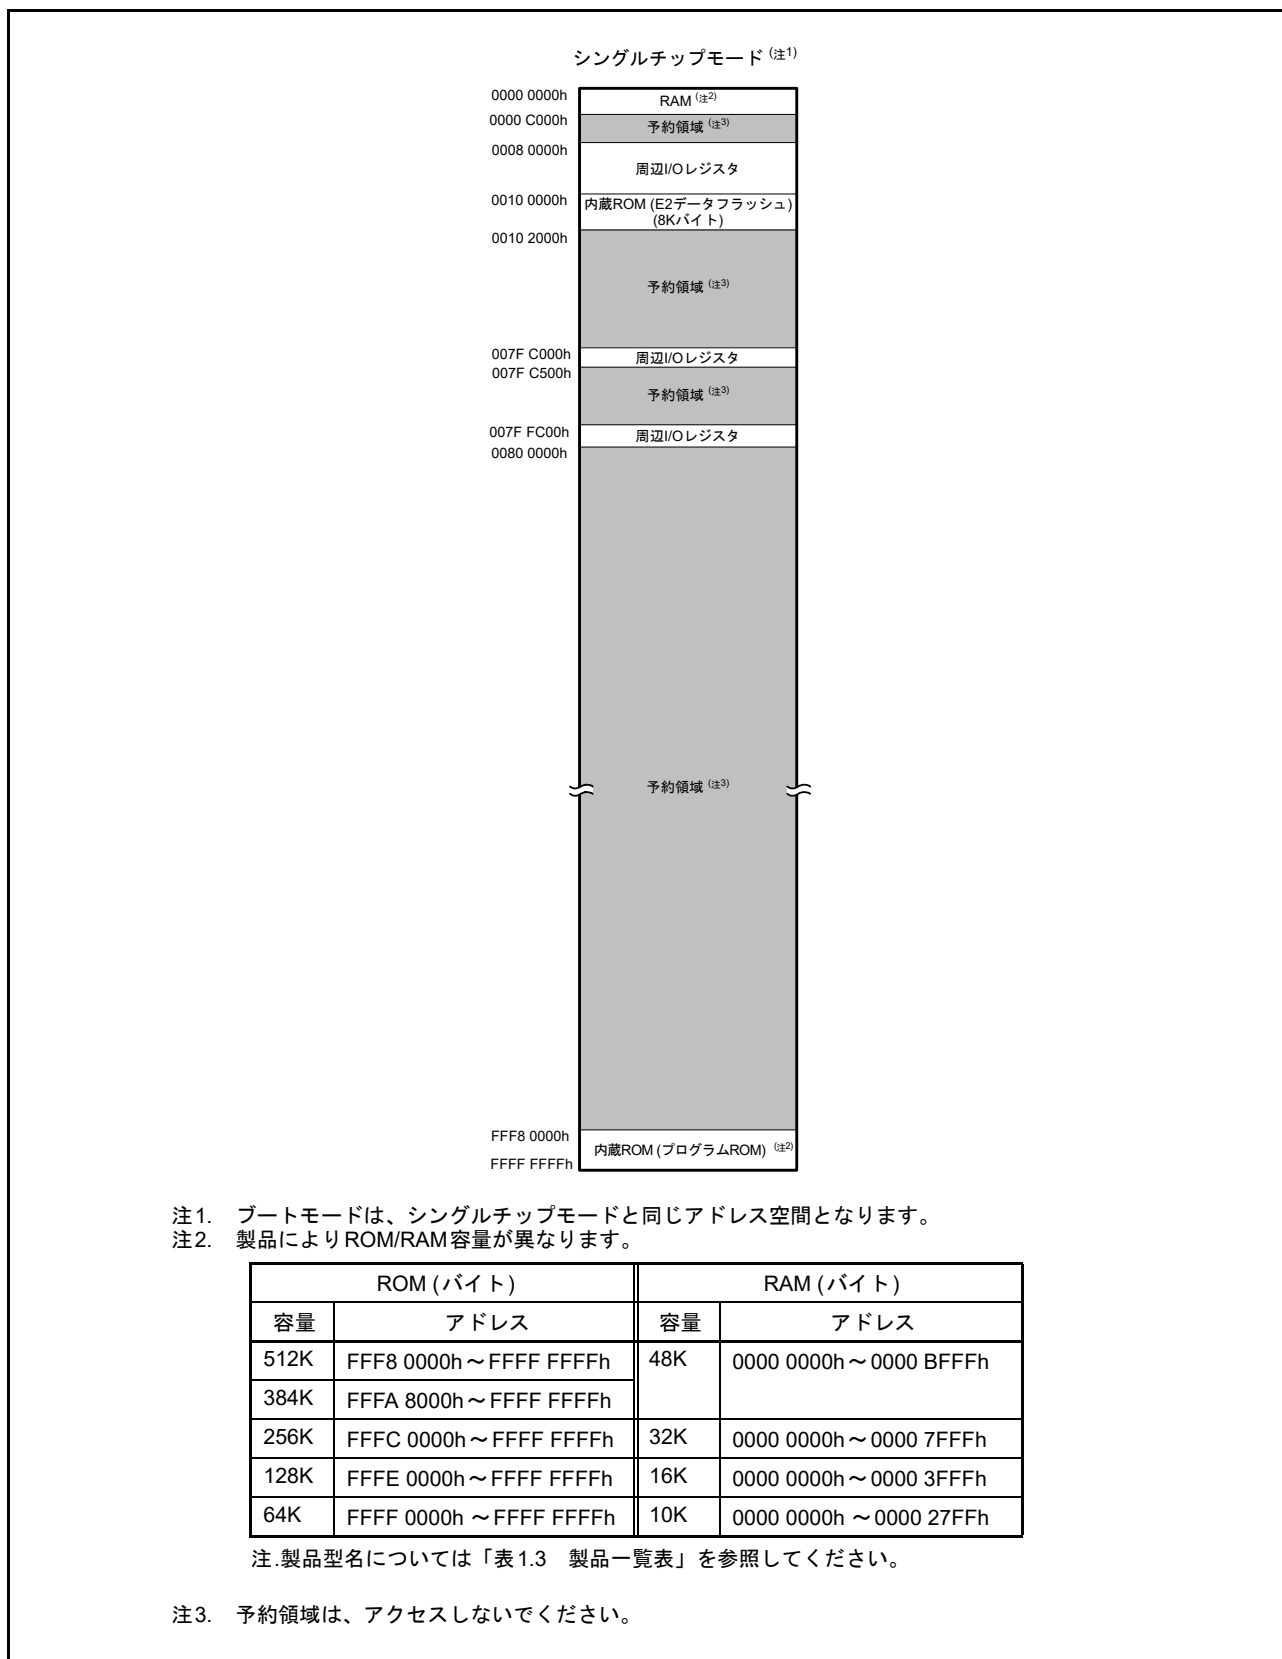 シングルチップモード (注1)
0000 0000h
RAM (注2)
0000 C000h
予約領域 (注3)
0008 0000h
周辺I/Oレジスタ
0010 0000h
内蔵ROM (E2データフラッシュ)
(8Kバイト)
0010 2000h
予約領域 (注3)
007F C000h
周辺I/Oレジスタ
007F C500h
予約領域 (注3)
007F FC00h
周辺I/Oレジスタ
0080 0000h
予約領域 (注3)
FFF8 0000h
内蔵ROM (プログラムROM) (注2)
FFFF FFFFh
注1. ブートモードは、シングルチップモードと同じアドレス空間となります。
注2. 製品によりROM/RAM容量が異なります。
ROM (バイト) RAM (バイト)
容量 アドレス 容量 アドレス
512K FFF8 0000h～FFFF FFFFh 48K 0000 0000h～0000 BFFFh
384K FFFA 8000h～FFFF FFFFh
256K FFFC 0000h～FFFF FFFFh 32K 0000 0000h～0000 7FFFh
128K FFFE 0000h～FFFF FFFFh 16K 0000 0000h～0000 3FFFh
64K FFFF 0000h ～FFFF FFFFh 10K 0000 0000h ～0000 27FFh
注.製品型名については「表1.3 製品一覧表」を参照してください。
注3. 予約領域は、アクセスしないでください。